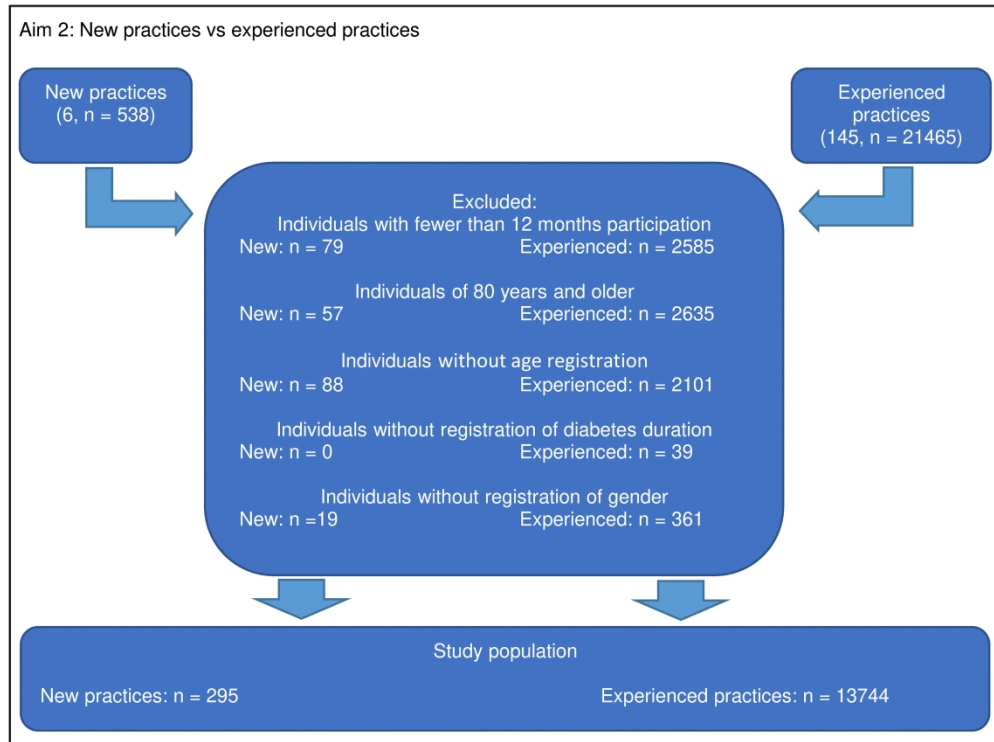 Aim 2: New practices vs experienced practices
New practices
(6, n = 538)
Experienced
practices
(145, n = 21465)
Excluded:
Individuals with fewer than 12 months participation
New: n = 79 Experienced: n = 2585
Individuals of 80 years and older
New: n = 57 Experienced: n = 2635
Individuals without age registration
New: n = 88 Experienced: n = 2101
Individuals without registration of diabetes duration
New: n = 0 Experienced: n = 39
Individuals without registration of gender
New: n =19 Experienced: n = 361
Study population
New practices: n = 295 Experienced practices: n = 13744